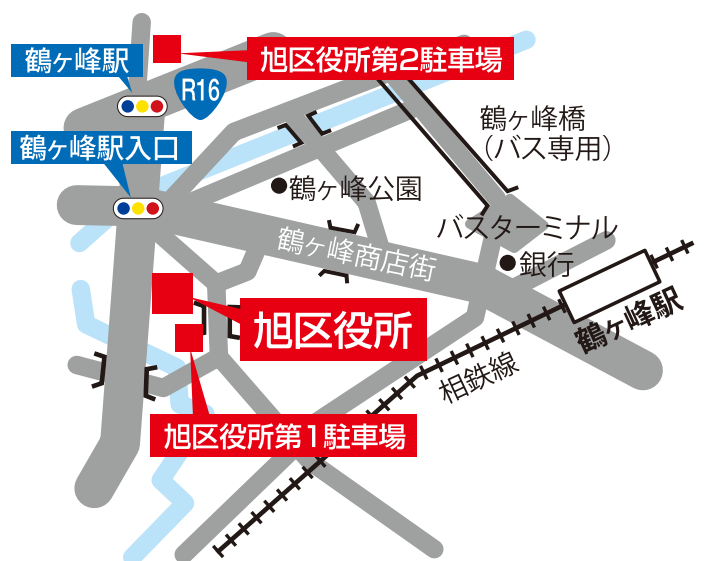 鶴ヶ峰駅
旭区役所第2駐車場
R16
鶴ヶ峰橋
（バス専用）
鶴ヶ峰駅入口
鶴ヶ峰公園
バスターミナル
鶴ヶ峰商店街
銀行
旭区役所
鶴ヶ峰駅
相鉄線
旭区役所第1駐車場